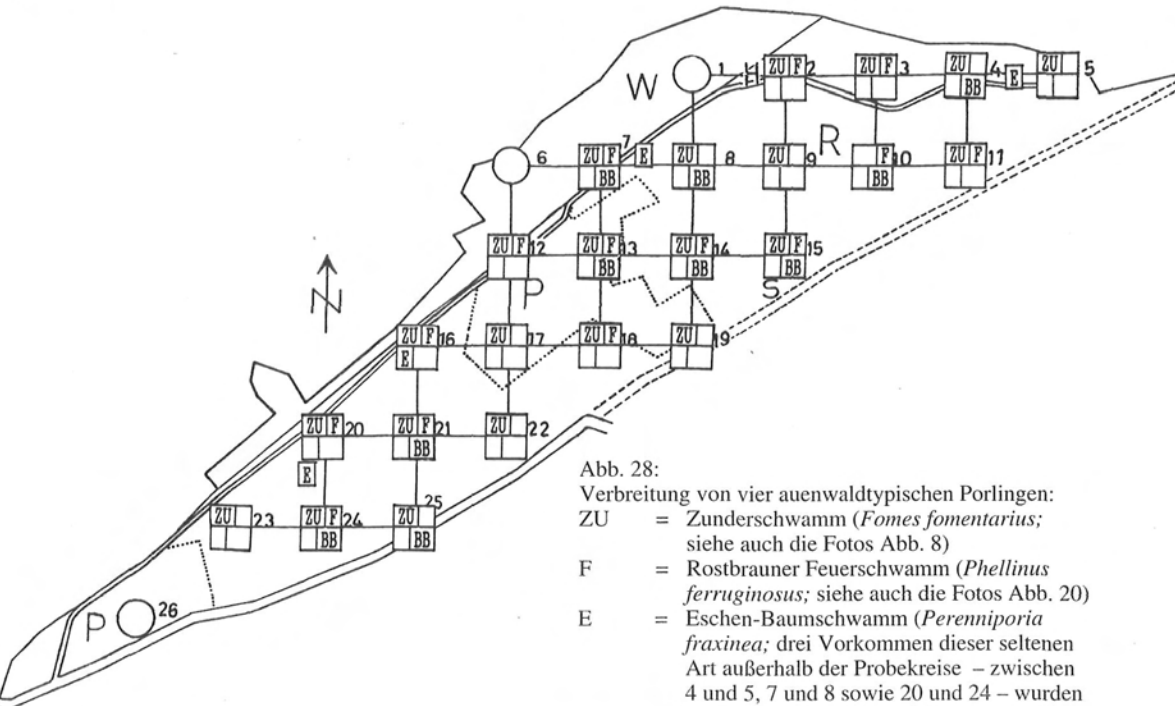 W 1 ZU F 2 ZU F 3 ZU 4 BB E ZU 5
6 ZU F 7 BB E ZU 8 BB ZU 9 R F 10 BB ZU F 11
ZU F 12 ZU F 13 BB ZU F 14 BB ZU 15 BB
N P S
ZU F 16 E ZU 17 ZU F 18 ZU 19
ZU F 20 E ZU F 21 BB ZU 22
ZU 23 ZU F 24 BB ZU 25 BB
P 26
Abb. 28:
Verbreitung von vier auenwaldtypischen Porlingen:
ZU = Zunderschwamm (Fomes fomentarius;
siehe auch die Fotos Abb. 8)
F = Rostbrauner Feuerschwamm (Phellinus
ferruginosus; siehe auch die Fotos Abb. 20)
E = Eschen-Baumschwamm (Perenniporia
fraxinea; drei Vorkommen dieser seltenen
Art außerhalb der Probekreise – zwischen
4 und 5, 7 und 8 sowie 20 und 24 – wurden